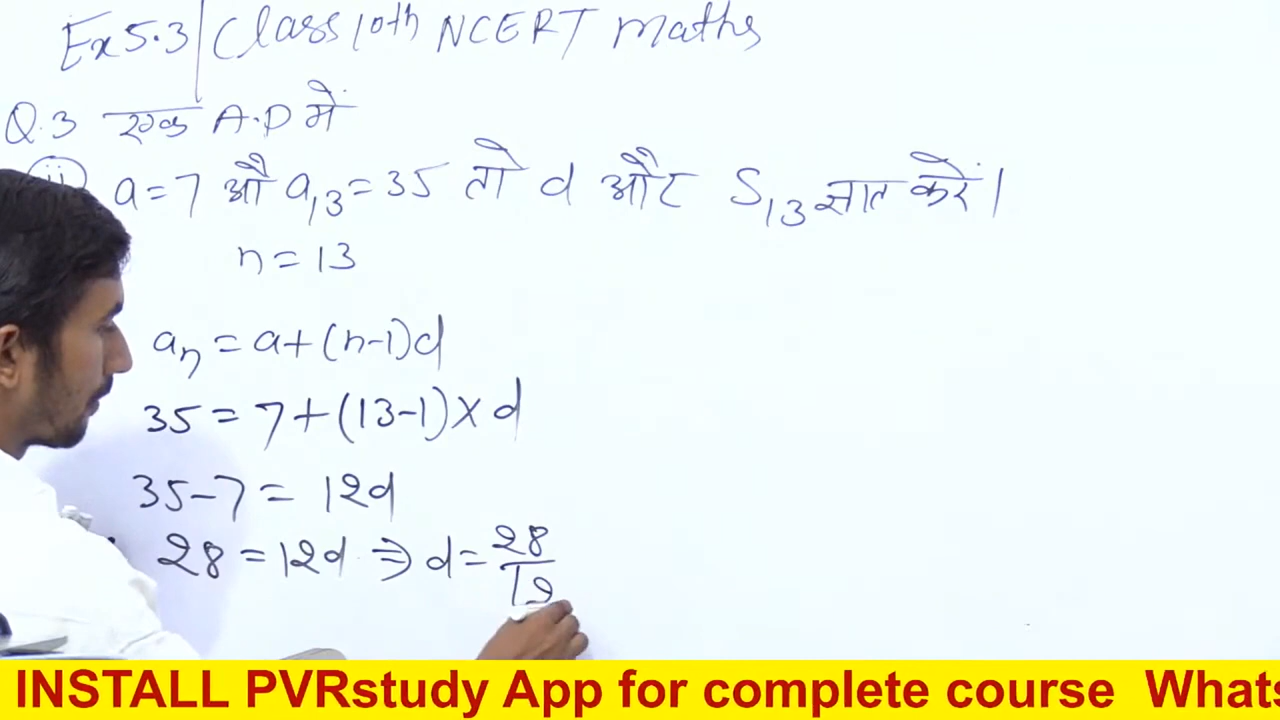 Ex 5.3 | Class 10th NCERT Maths
Q.3 एक A.P में
(ii) a = 7 औ a₁₃ = 35 तो d और S₁₃ ज्ञात करें।
n = 13
aₙ = a + (n-1)d
35 = 7 + (13-1) × d
35 - 7 = 12d
28 = 12d ⇒ d = 28/12
INSTALL PVRstudy App for complete course Whats